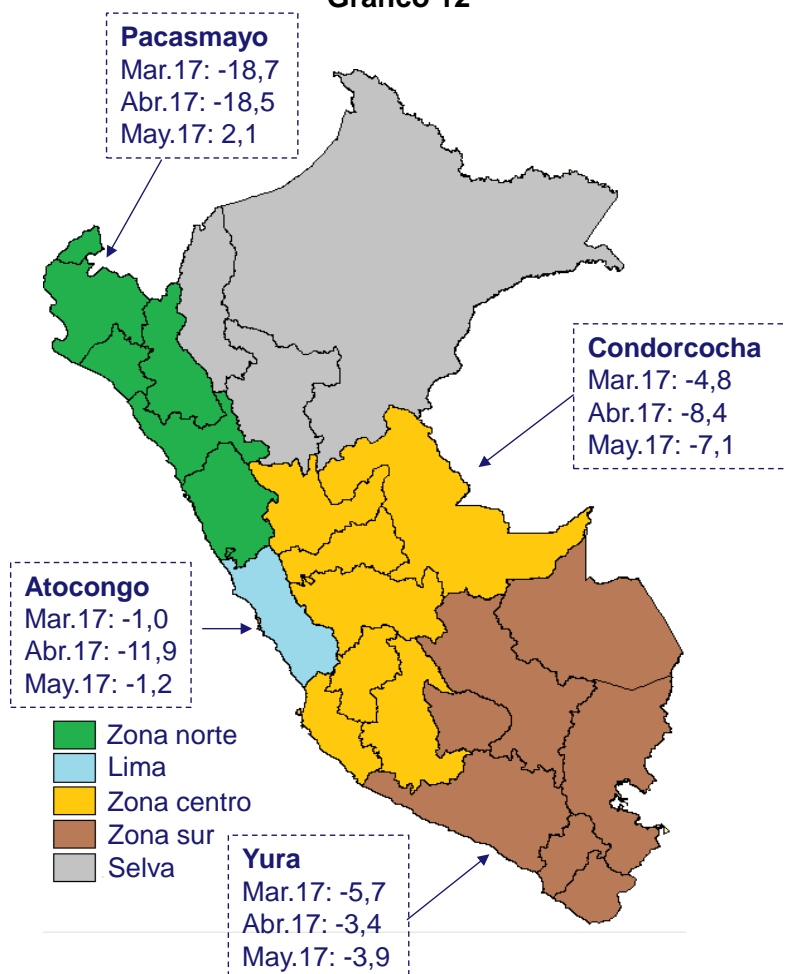 Gráfico 12
Pacasmayo
Mar.17: -18,7
Abr.17: -18,5
May.17: 2,1
Condorcocha
Mar.17: -4,8
Abr.17: -8,4
May.17: -7,1
Atocongo
Mar.17: -1,0
Abr.17: -11,9
May.17: -1,2
Zona norte
Lima
Zona centro
Zona sur
Selva
Yura
Mar.17: -5,7
Abr.17: -3,4
May.17: -3,9